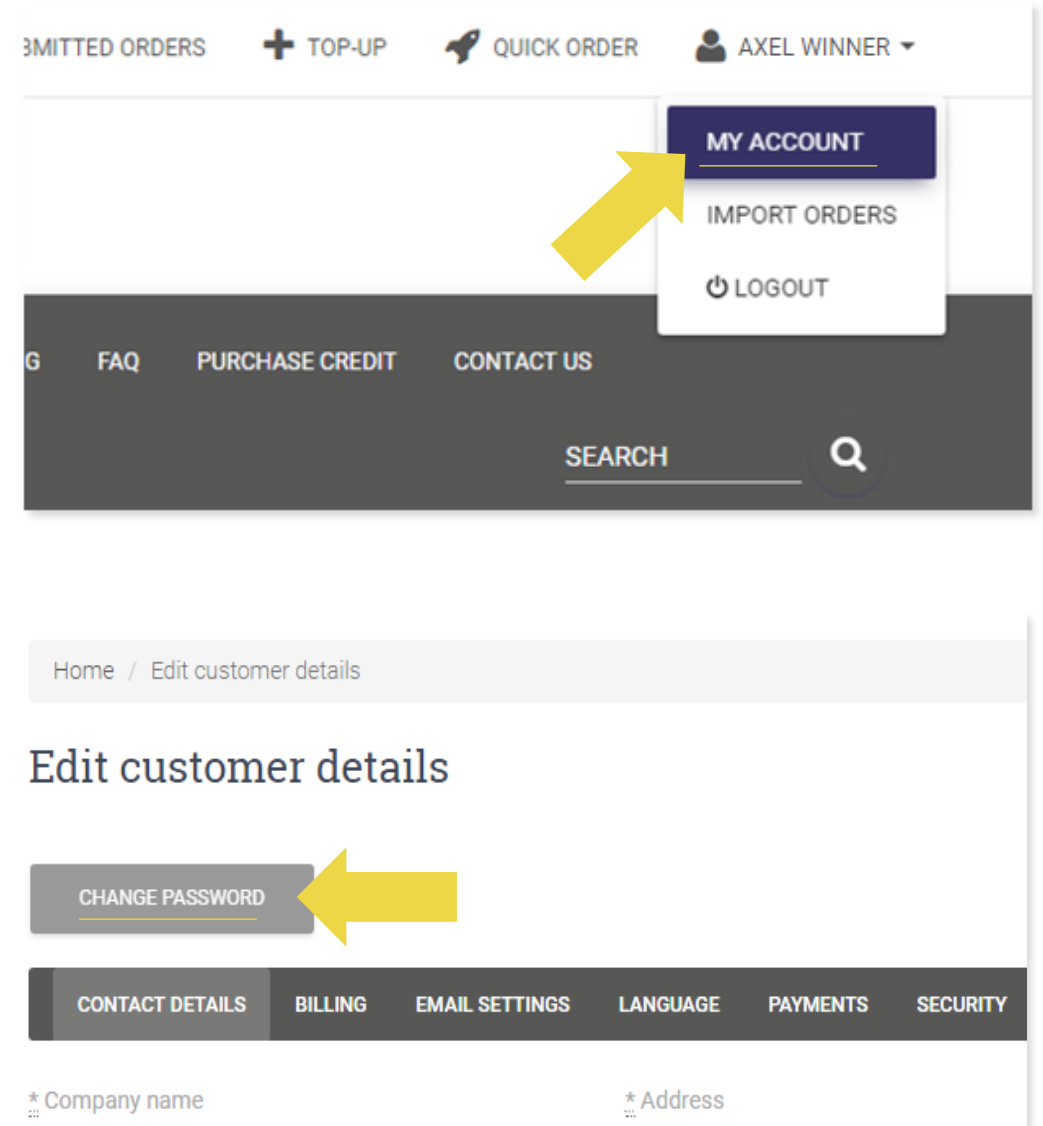 BMITTED ORDERS TOP-UP QUICK ORDER AXEL WINNER
MY ACCOUNT
IMPORT ORDERS
LOGOUT
G FAQ PURCHASE CREDIT CONTACT US
SEARCH
Home / Edit customer details
Edit customer details
CHANGE PASSWORD
CONTACT DETAILS BILLING EMAIL SETTINGS LANGUAGE PAYMENTS SECURITY
* Company name * Address